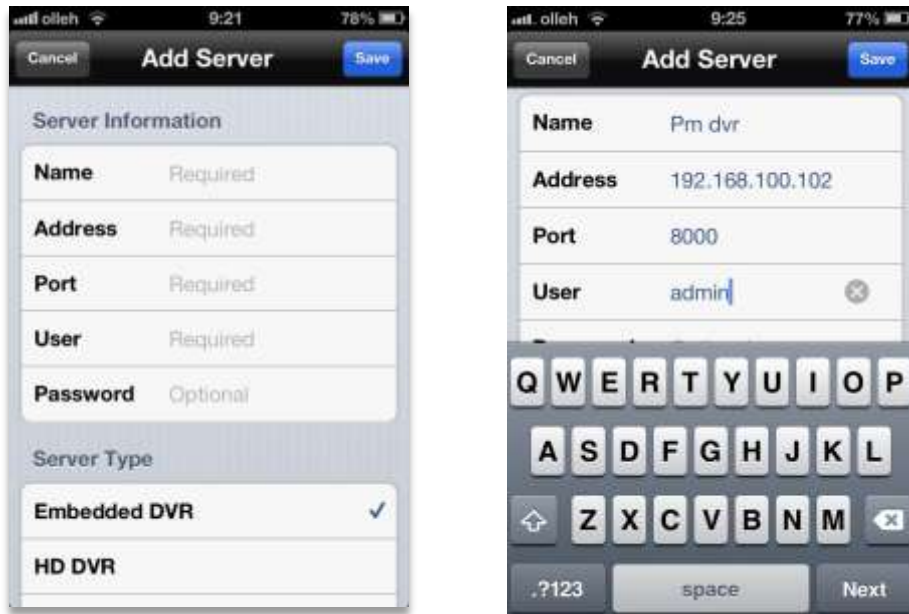 olleh 9:21 78%
Cancel Add Server Save
Server Information
Name Required
Address Required
Port Required
User Required
Password Optional
Server Type
Embedded DVR
HD DVR
olleh 9:25 77%
Cancel Add Server Save
Name Pm dvr
Address 192.168.100.102
Port 8000
User admin
Q W E R T Y U I O P
A S D F G H J K L
Z X C V B N M
.?123 space Next